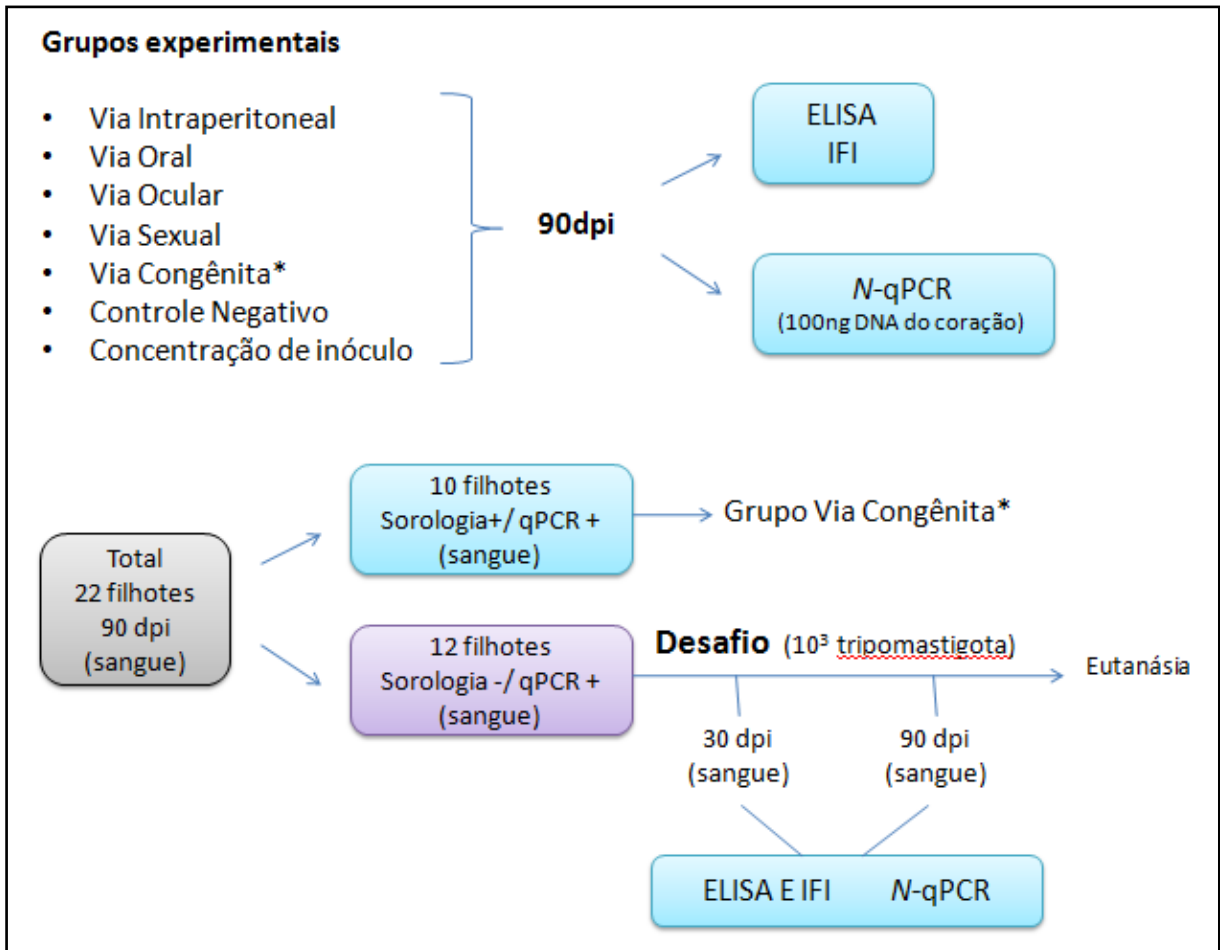 Grupos experimentais
• Via Intraperitoneal
• Via Oral
• Via Ocular
• Via Sexual
• Via Congênita*
• Controle Negativo
• Concentração de inóculo
90dpi
ELISA
IFI
N-qPCR
(100ng DNA do coração)
Total
22 filhotes
90 dpi
(sangue)
10 filhotes
Sorologia+/ qPCR +
(sangue)
Grupo Via Congênita*
12 filhotes
Sorologia -/ qPCR +
(sangue)
Desafio (10³ tripomastigota)
Eutanásia
30 dpi
(sangue)
90 dpi
(sangue)
ELISA E IFI N-qPCR